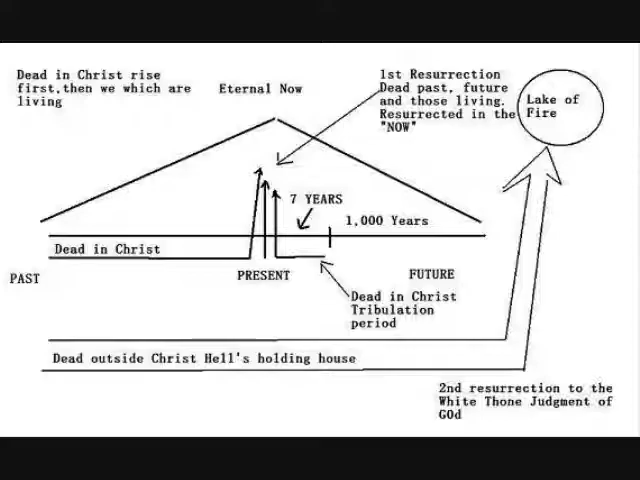 Dead in Christ rise
first,then we which are
living
Eternal Now
1st Resurrection
Dead past, future
and those living.
Resurrected in the
"NOW"
Lake of
Fire
7 YEARS
1,000 Years
Dead in Christ
PAST
PRESENT
FUTURE
Dead in Christ
Tribulation
period
Dead outside Christ Hell's holding house
2nd resurrection to the
White Thone Judgment of
GOd